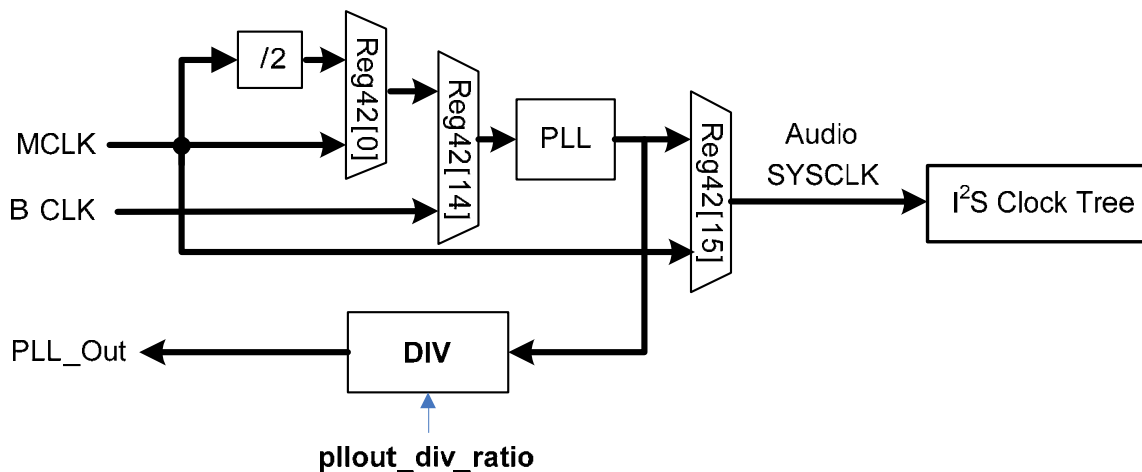 /2
Reg42[0]
Reg42[14]
MCLK
PLL
Reg42[15]
Audio
SYSCLK
I²S Clock Tree
B CLK
PLL_Out
DIV
pllout_div_ratio